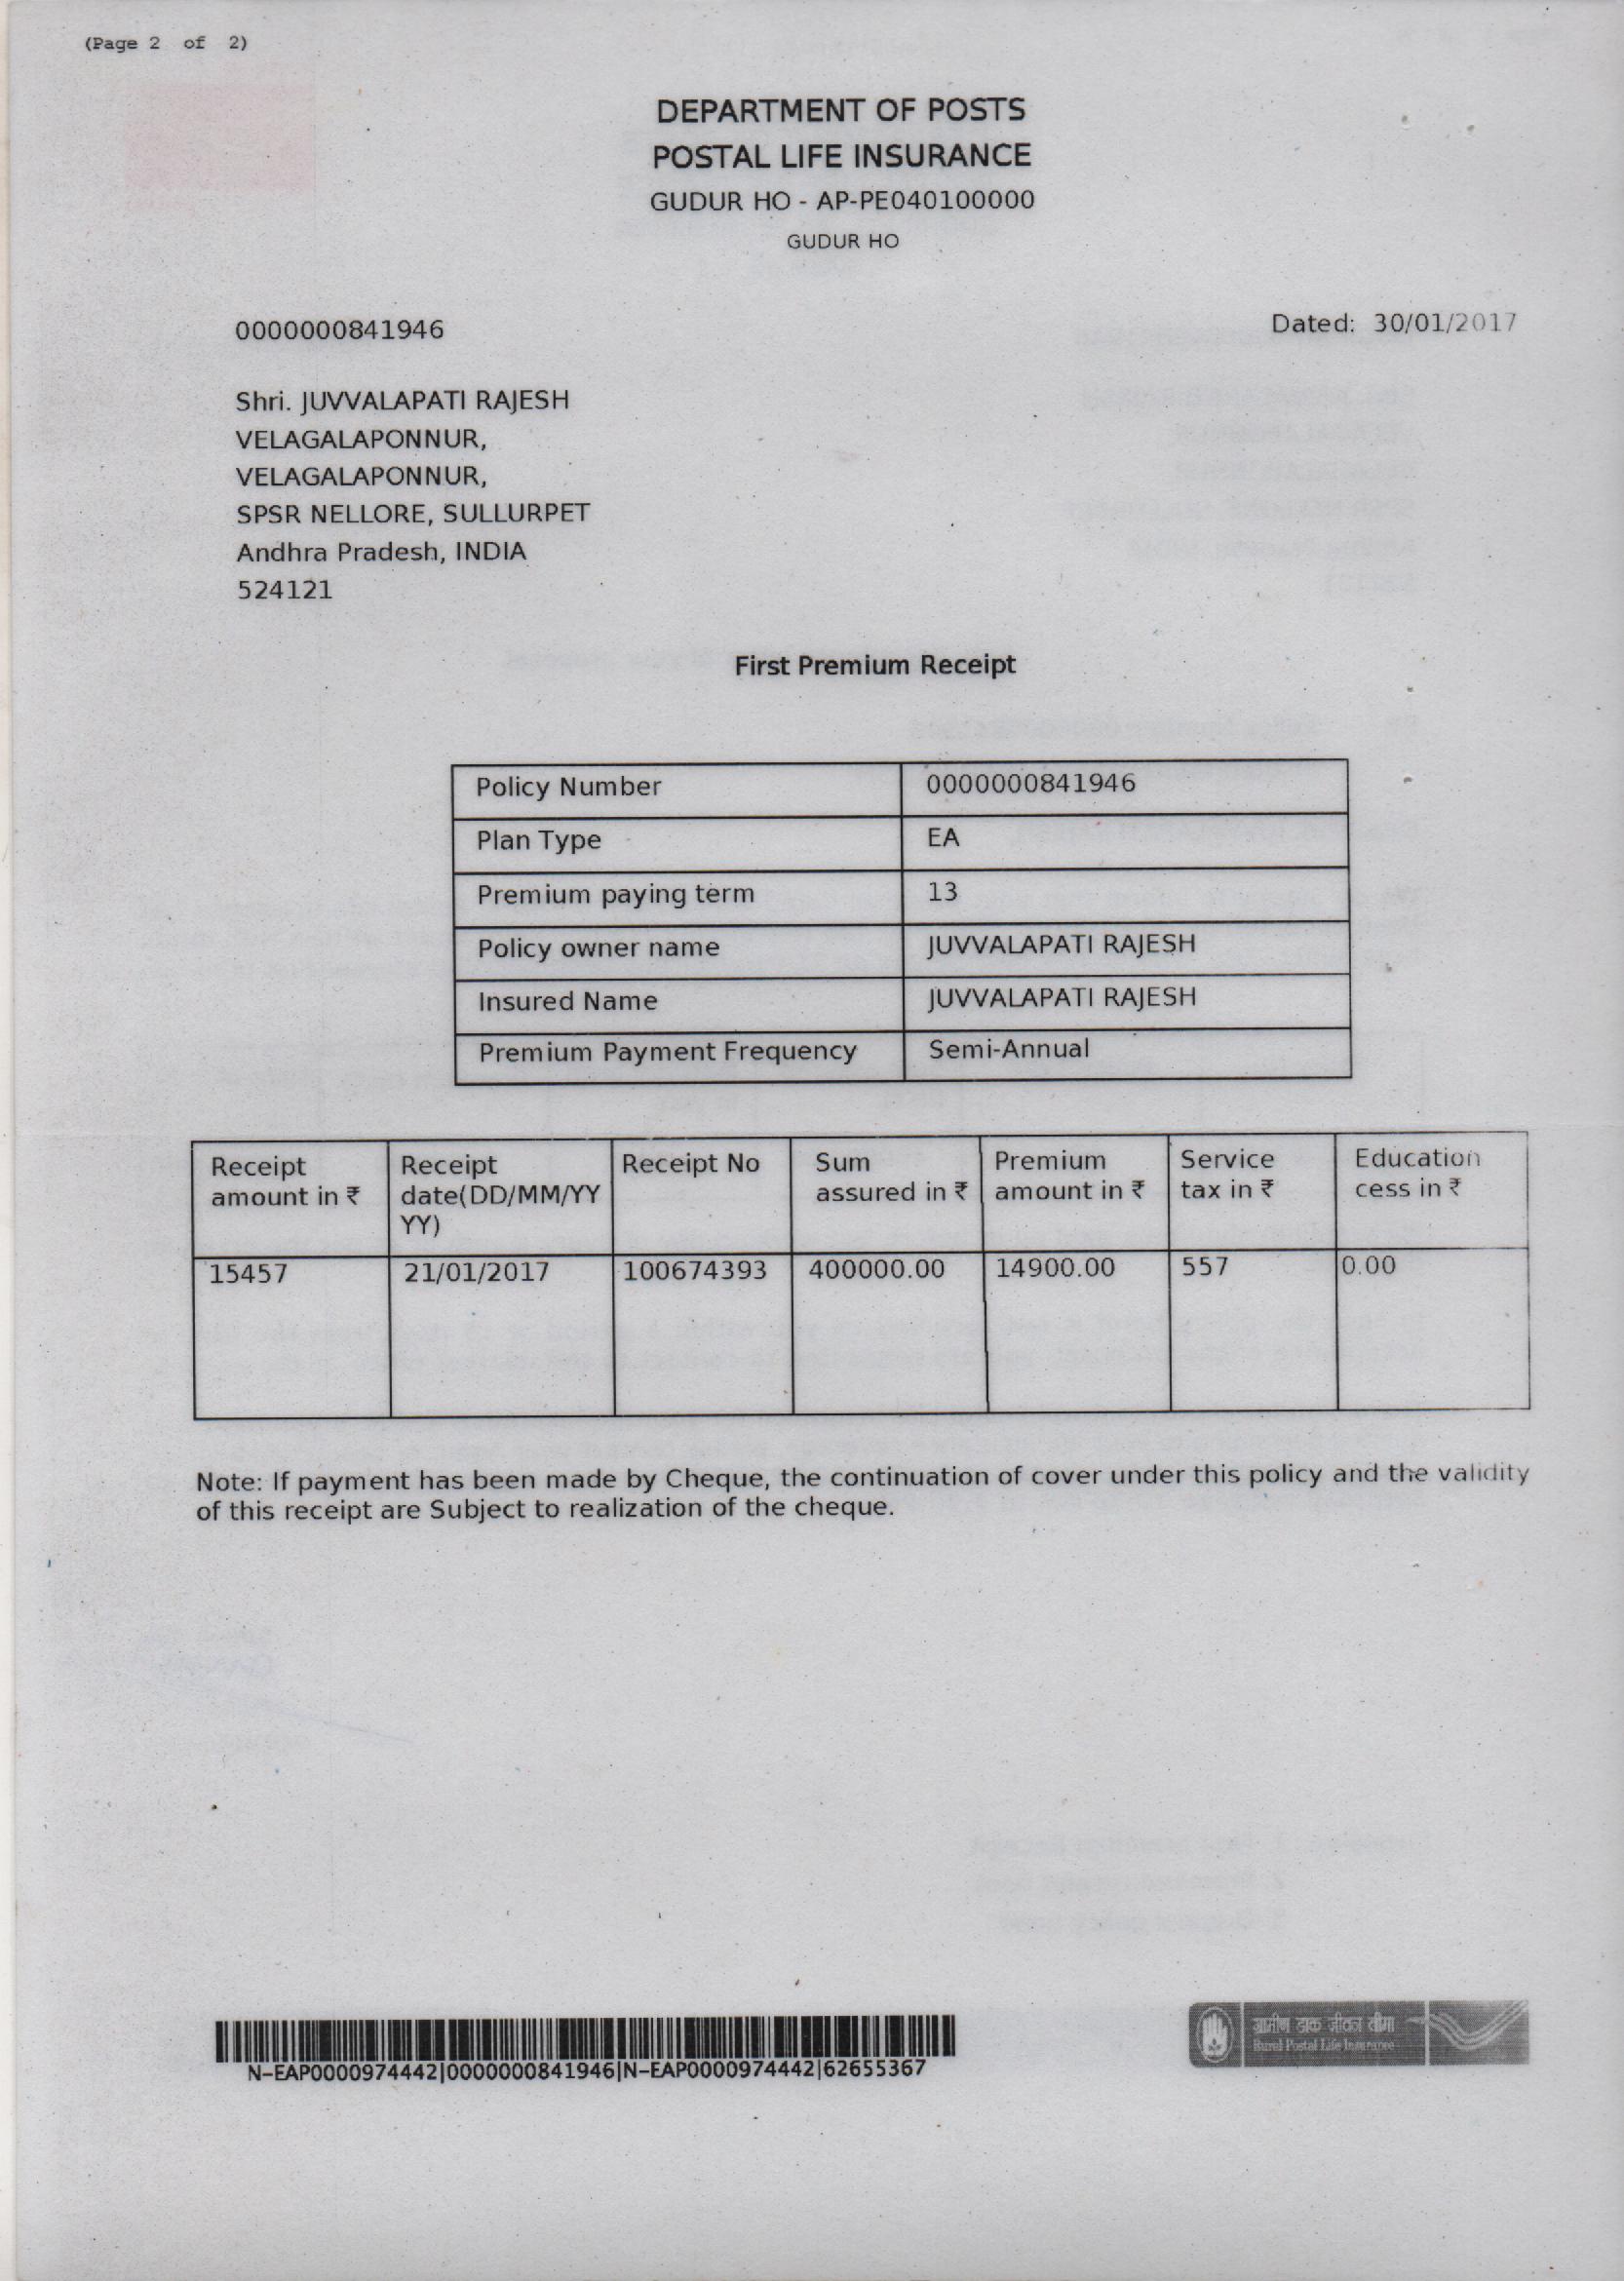 (Page 2 of 2)
DEPARTMENT OF POSTS
POSTAL LIFE INSURANCE
GUDUR HO - AP-PE040100000
GUDUR HO
0000000841946
Dated: 30/01/2017
Shri. JUVVALAPATI RAJESH
VELAGALAPONNUR,
VELAGALAPONNUR,
SPSR NELLORE, SULLURPET
Andhra Pradesh, INDIA
524121
First Premium Receipt
Policy Number 0000000841946
Plan Type EA
Premium paying term 13
Policy owner name JUVVALAPATI RAJESH
Insured Name JUVVALAPATI RAJESH
Premium Payment Frequency Semi-Annual
Receipt Receipt Receipt No Sum Premium Service Education
amount in ₹ date(DD/MM/YY assured in ₹ amount in ₹ tax in ₹ cess in ₹
YY)
15457 21/01/2017 100674393 400000.00 14900.00 557 0.00
Note: If payment has been made by Cheque, the continuation of cover under this policy and the validity
of this receipt are Subject to realization of the cheque.
N-EAP0000974442|0000000841946|N-EAP0000974442|62655367
ग्रामीण डाक जीवन बीमा
Rural Postal Life Insurance